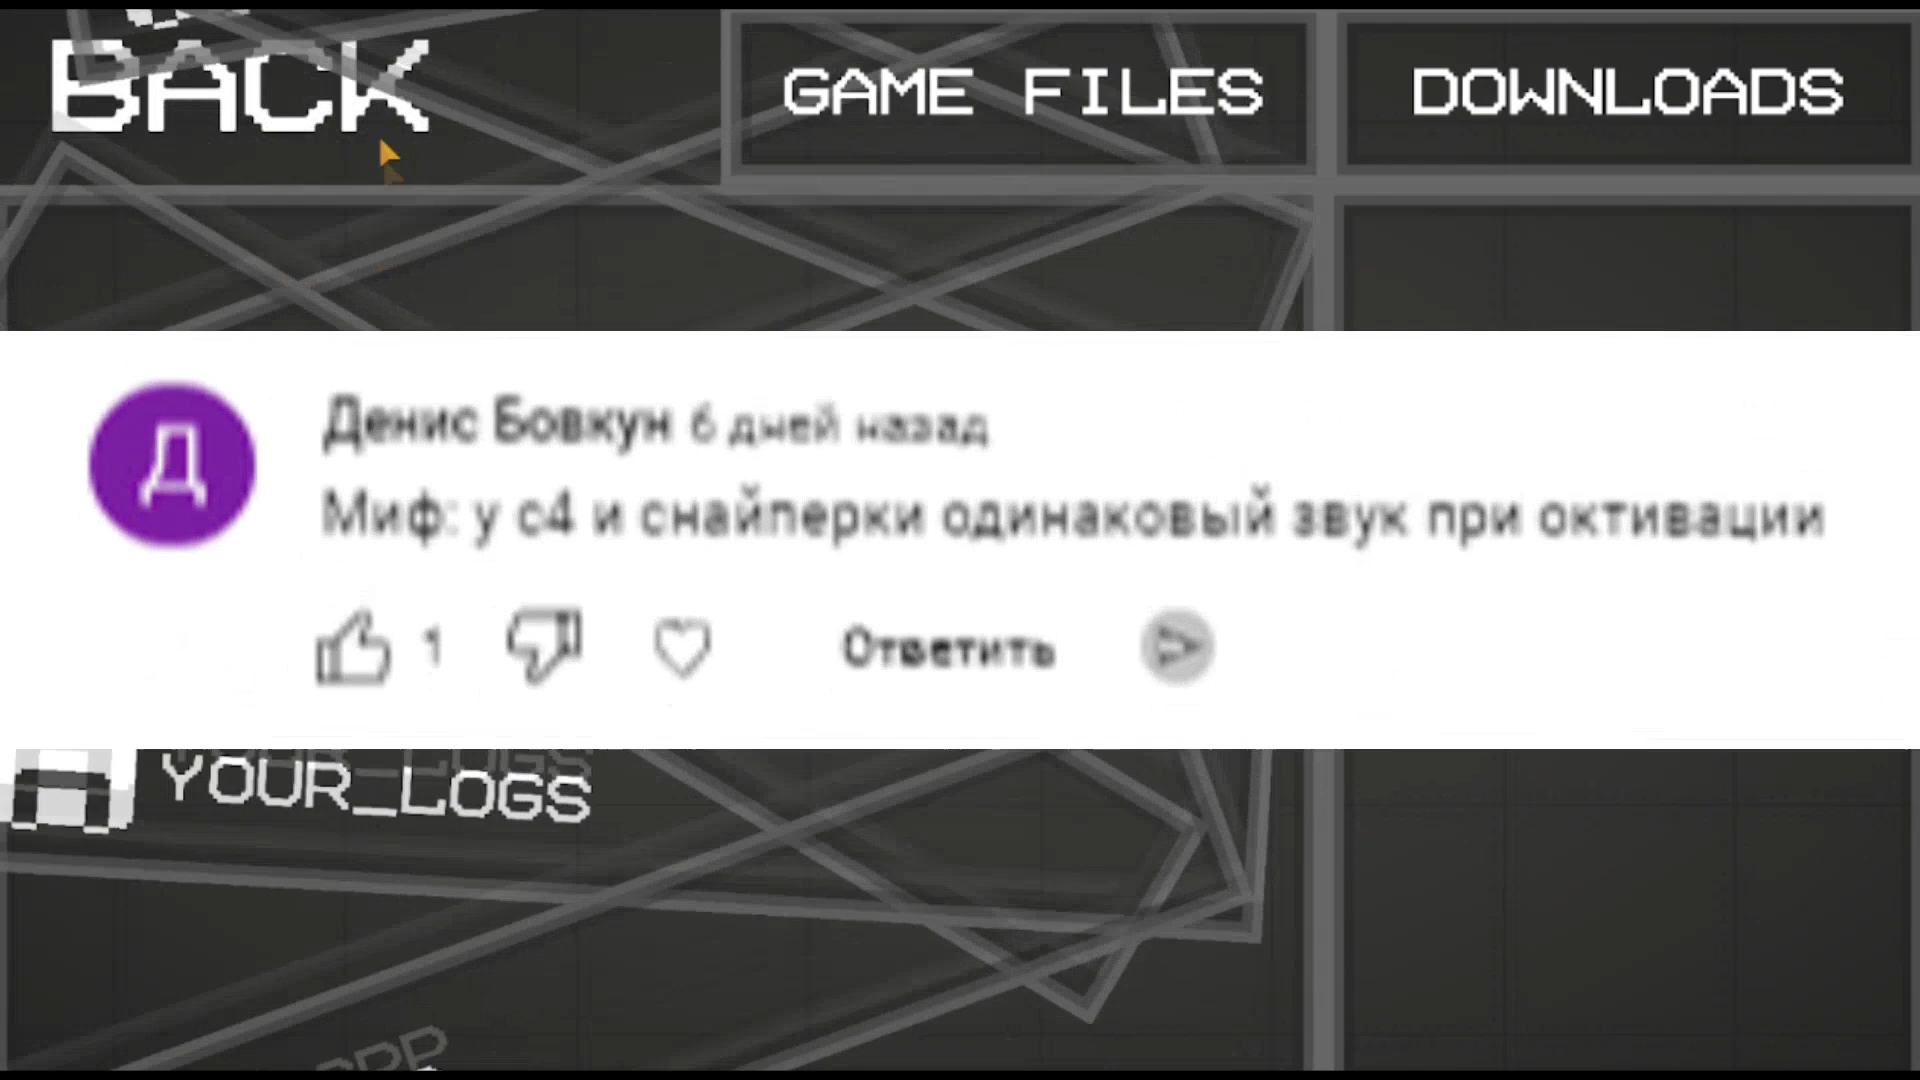 BACK
GAME FILES
DOWNLOADS
Д
Денис Бовкун 6 дней назад
Миф: у с4 и снайперки одинаковый звук при октивации
1
Ответить
YOUR_LOGS